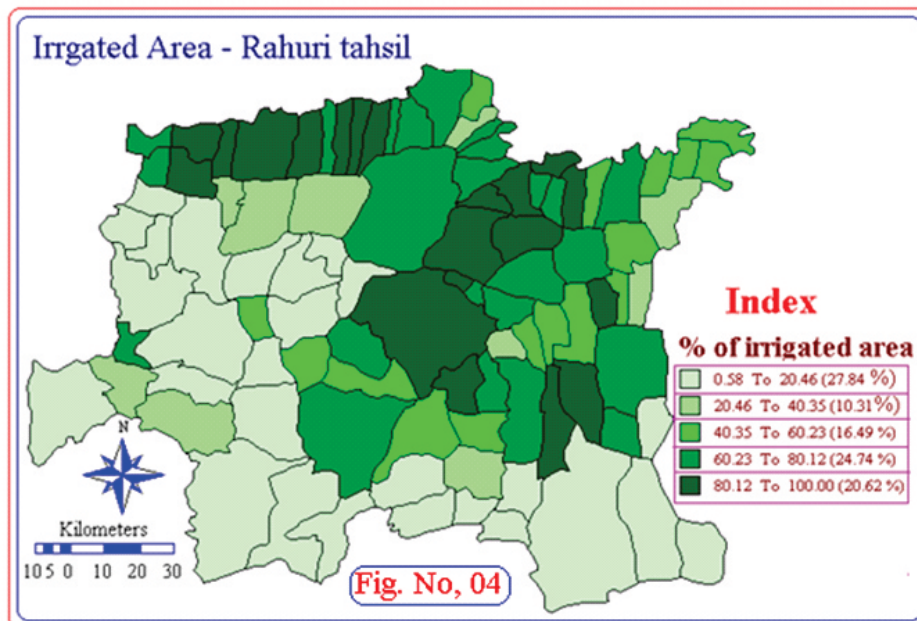 Irrgated Area - Rahuri tahsil
Index
% of irrigated area
0.58 To 20.46 (27.84 %)
20.46 To 40.35 (10.31%)
40.35 To 60.23 (16.49 %)
60.23 To 80.12 (24.74 %)
80.12 To 100.00 (20.62 %)
N
Kilometers
10 5 0 10 20 30
Fig. No, 04